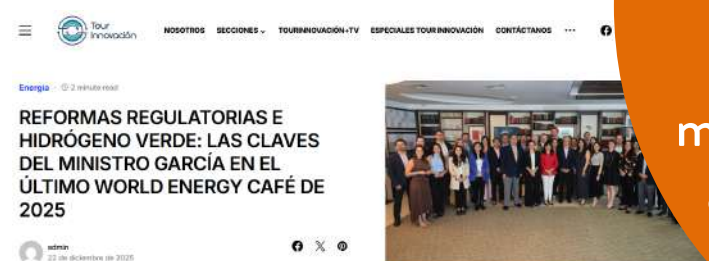 Tour
Innovación
NOSOTROS SECCIONES TOURINNOVACIÓN+TV ESPECIALES TOUR INNOVACIÓN CONTÁCTANOS ···
Energía 2 minute read
REFORMAS REGULATORIAS E
HIDRÓGENO VERDE: LAS CLAVES
DEL MINISTRO GARCÍA EN EL
ÚLTIMO WORLD ENERGY CAFÉ DE
2025
admin
22 de diciembre de 2025
m